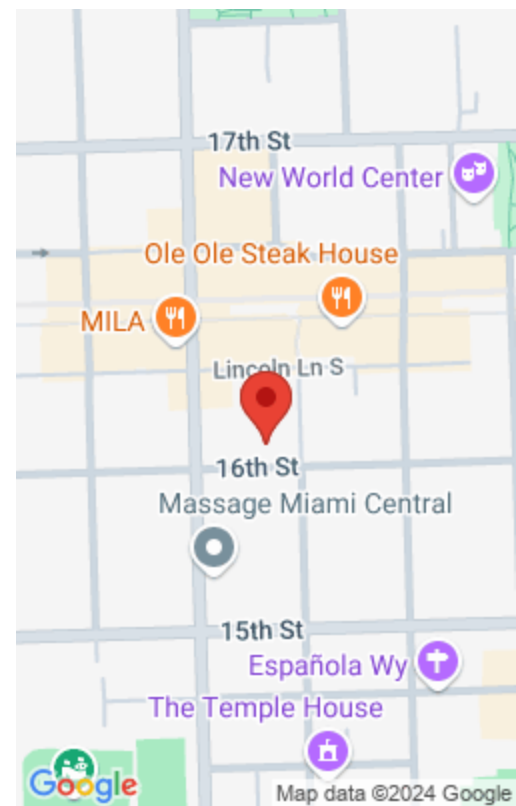 17th St
New World Center
Ole Ole Steak House
MILA
Lincoln Ln S
16th St
Massage Miami Central
15th St
Española Wy
The Temple House
Google
Map data ©2024 Google